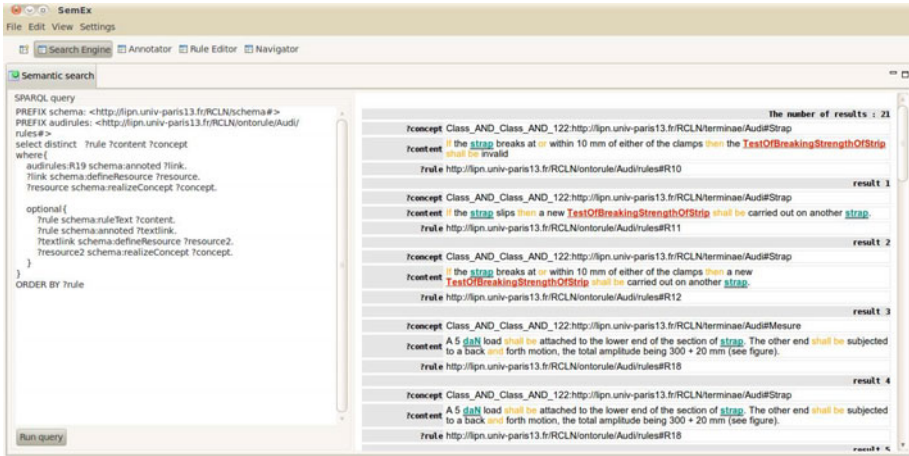 SemEx
File Edit View Settings
Search Engine Annotator Rule Editor Navigator
Semantic search
SPARQL query
PREFIX schema: <http://lipn.univ-paris13.fr/RCLN/schema#>
PREFIX audirules: <http://lipn.univ-paris13.fr/RCLN/ontorule/Audi/
rules#>
select distinct ?rule ?content ?concept
where{
audirules:R19 schema:annoted ?link.
?link schema:defineResource ?resource.
?resource schema:realizeConcept ?concept.
optional{
?rule schema:ruleText ?content.
?rule schema:annoted ?textlink.
?textlink schema:defineResource ?resource2.
?resource2 schema:realizeConcept ?concept.
}
}
ORDER BY ?rule
Run query
The number of results : 21
?concept Class_AND_Class_AND_122:http://lipn.univ-paris13.fr/RCLN/terminae/Audi#Strap
?content If the strap breaks at or within 10 mm of either of the clamps then the TestOfBreakingStrengthOfStrip
shall be invalid
?rule http://lipn.univ-paris13.fr/RCLN/ontorule/Audi/rules#R10
result 1
?concept Class_AND_Class_AND_122:http://lipn.univ-paris13.fr/RCLN/terminae/Audi#Strap
?content If the strap slips then a new TestOfBreakingStrengthOfStrip shall be carried out on another strap.
?rule http://lipn.univ-paris13.fr/RCLN/ontorule/Audi/rules#R11
result 2
?concept Class_AND_Class_AND_122:http://lipn.univ-paris13.fr/RCLN/terminae/Audi#Strap
?content If the strap breaks at or within 10 mm of either of the clamps then a new
TestOfBreakingStrengthOfStrip shall be carried out on another strap.
?rule http://lipn.univ-paris13.fr/RCLN/ontorule/Audi/rules#R12
result 3
?concept Class_AND_Class_AND_122:http://lipn.univ-paris13.fr/RCLN/terminae/Audi#Mesure
?content A 5 daN load shall be attached to the lower end of the section of strap. The other end shall be subjected
to a back and forth motion, the total amplitude being 300 + 20 mm (see figure).
?rule http://lipn.univ-paris13.fr/RCLN/ontorule/Audi/rules#R18
result 4
?concept Class_AND_Class_AND_122:http://lipn.univ-paris13.fr/RCLN/terminae/Audi#Strap
?content A 5 daN load shall be attached to the lower end of the section of strap. The other end shall be subjected
to a back and forth motion, the total amplitude being 300 + 20 mm (see figure).
?rule http://lipn.univ-paris13.fr/RCLN/ontorule/Audi/rules#R18
result 5